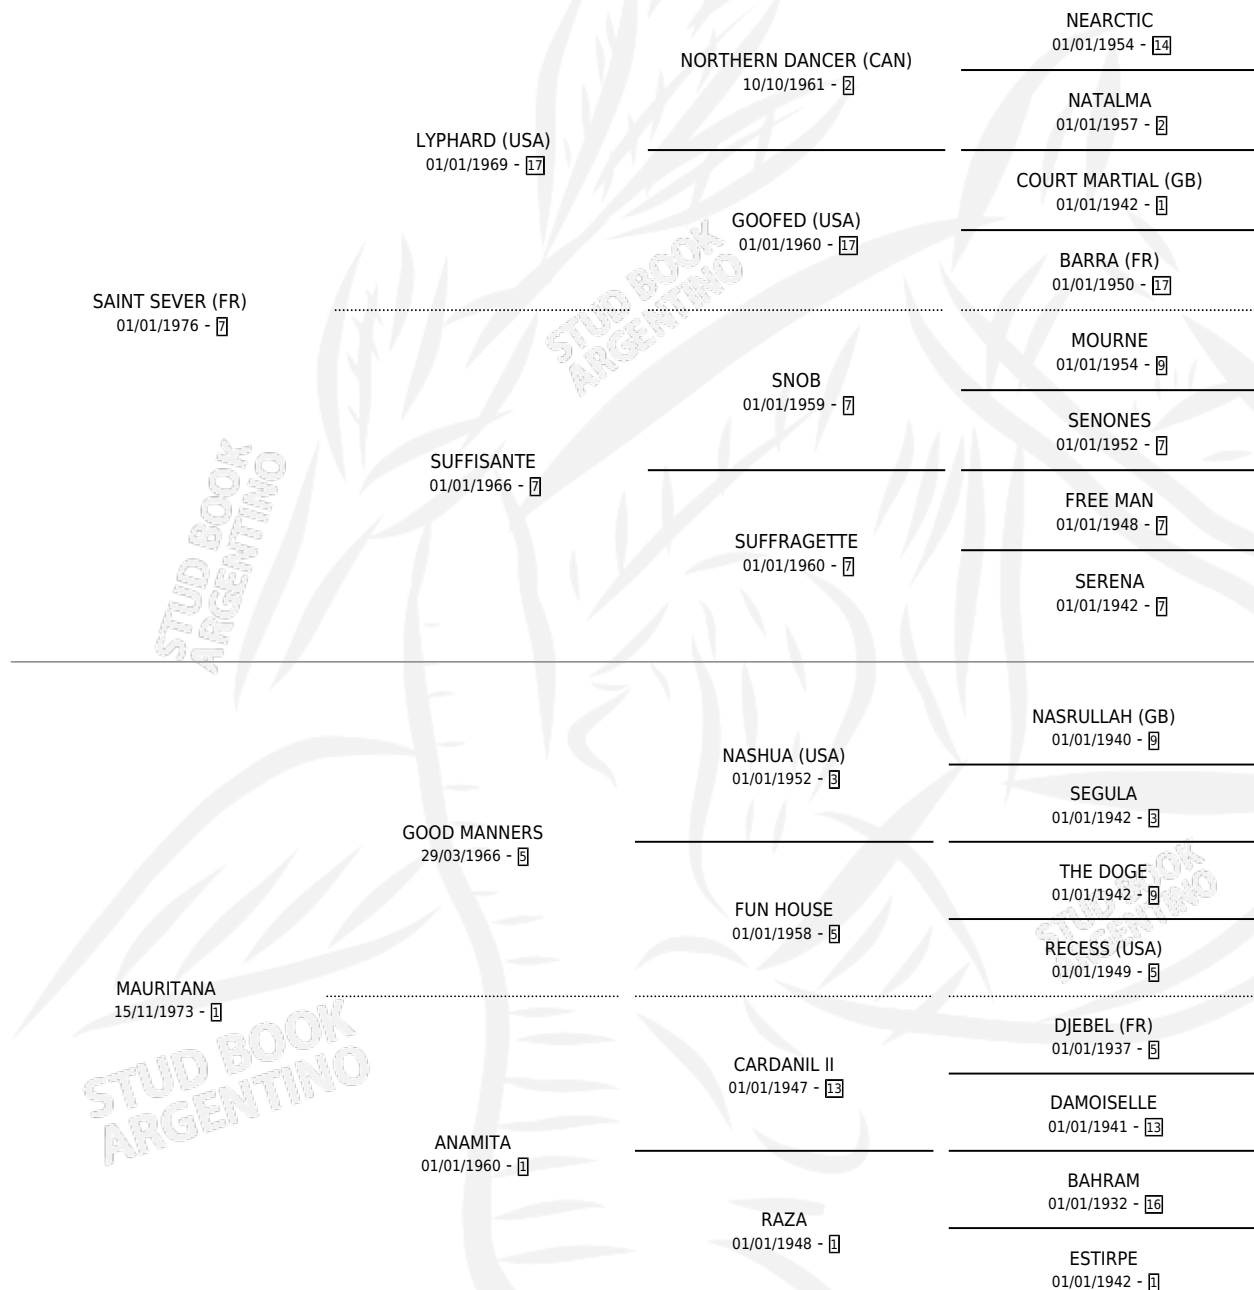 NEARCTIC
01/01/1954 - 14
NORTHERN DANCER (CAN)
10/10/1961 - 2
NATALMA
01/01/1957 - 2
LYPHARD (USA)
01/01/1969 - 17
COURT MARTIAL (GB)
01/01/1942 - 1
GOOFED (USA)
01/01/1960 - 17
BARRA (FR)
01/01/1950 - 17
SAINT SEVER (FR)
01/01/1976 - 7
STUD BOOK
ARGENTINO
MOURNE
01/01/1954 - 9
SNOB
01/01/1959 - 7
SENONES
01/01/1952 - 7
SUFFISANTE
01/01/1966 - 7
FREE MAN
01/01/1948 - 7
SUFFRAGETTE
01/01/1960 - 7
SERENA
01/01/1942 - 7
STUD BOOK
ARGENTINO
NASRULLAH (GB)
01/01/1940 - 9
NASHUA (USA)
01/01/1952 - 3
SEGULA
01/01/1942 - 3
GOOD MANNERS
29/03/1966 - 5
THE DOGE
01/01/1942 - 9
FUN HOUSE
01/01/1958 - 5
STUD BOOK
ARGENTINO
RECESS (USA)
01/01/1949 - 5
MAURITANA
15/11/1973 - 1
DJEBEL (FR)
01/01/1937 - 5
CARDANIL II
01/01/1947 - 13
STUD BOOK
ARGENTINO
DAMOISELLE
01/01/1941 - 13
ANAMITA
01/01/1960 - 1
BAHRAM
01/01/1932 - 16
RAZA
01/01/1948 - 1
ESTIRPE
01/01/1942 - 1